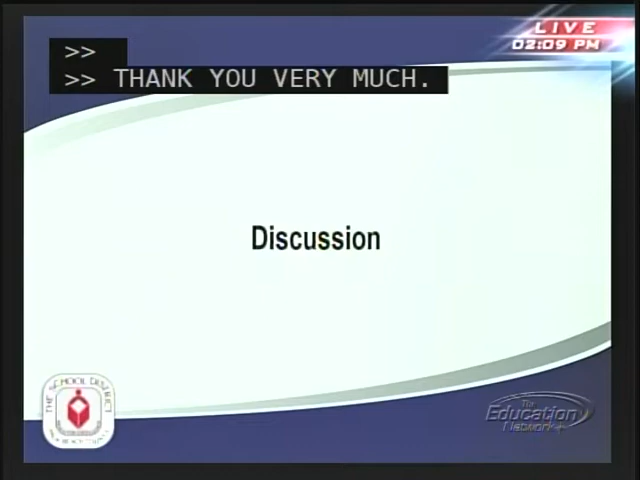 LIVE
02:09 PM
>>
>> THANK YOU VERY MUCH.
Discussion
THE SCHOOL DISTRICT
The
Education
Network